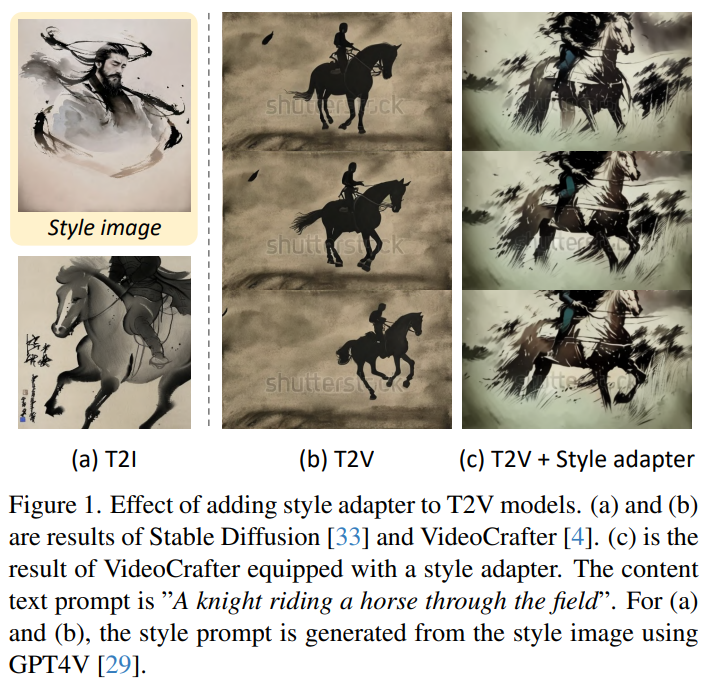 Style image
shutterstock
shutterstock
shutterstock
(a) T2I
(b) T2V
(c) T2V + Style adapter
Figure 1. Effect of adding style adapter to T2V models. (a) and (b)
are results of Stable Diffusion [33] and VideoCrafter [4]. (c) is the
result of VideoCrafter equipped with a style adapter. The content
text prompt is ”A knight riding a horse through the field”. For (a)
and (b), the style prompt is generated from the style image using
GPT4V [29].